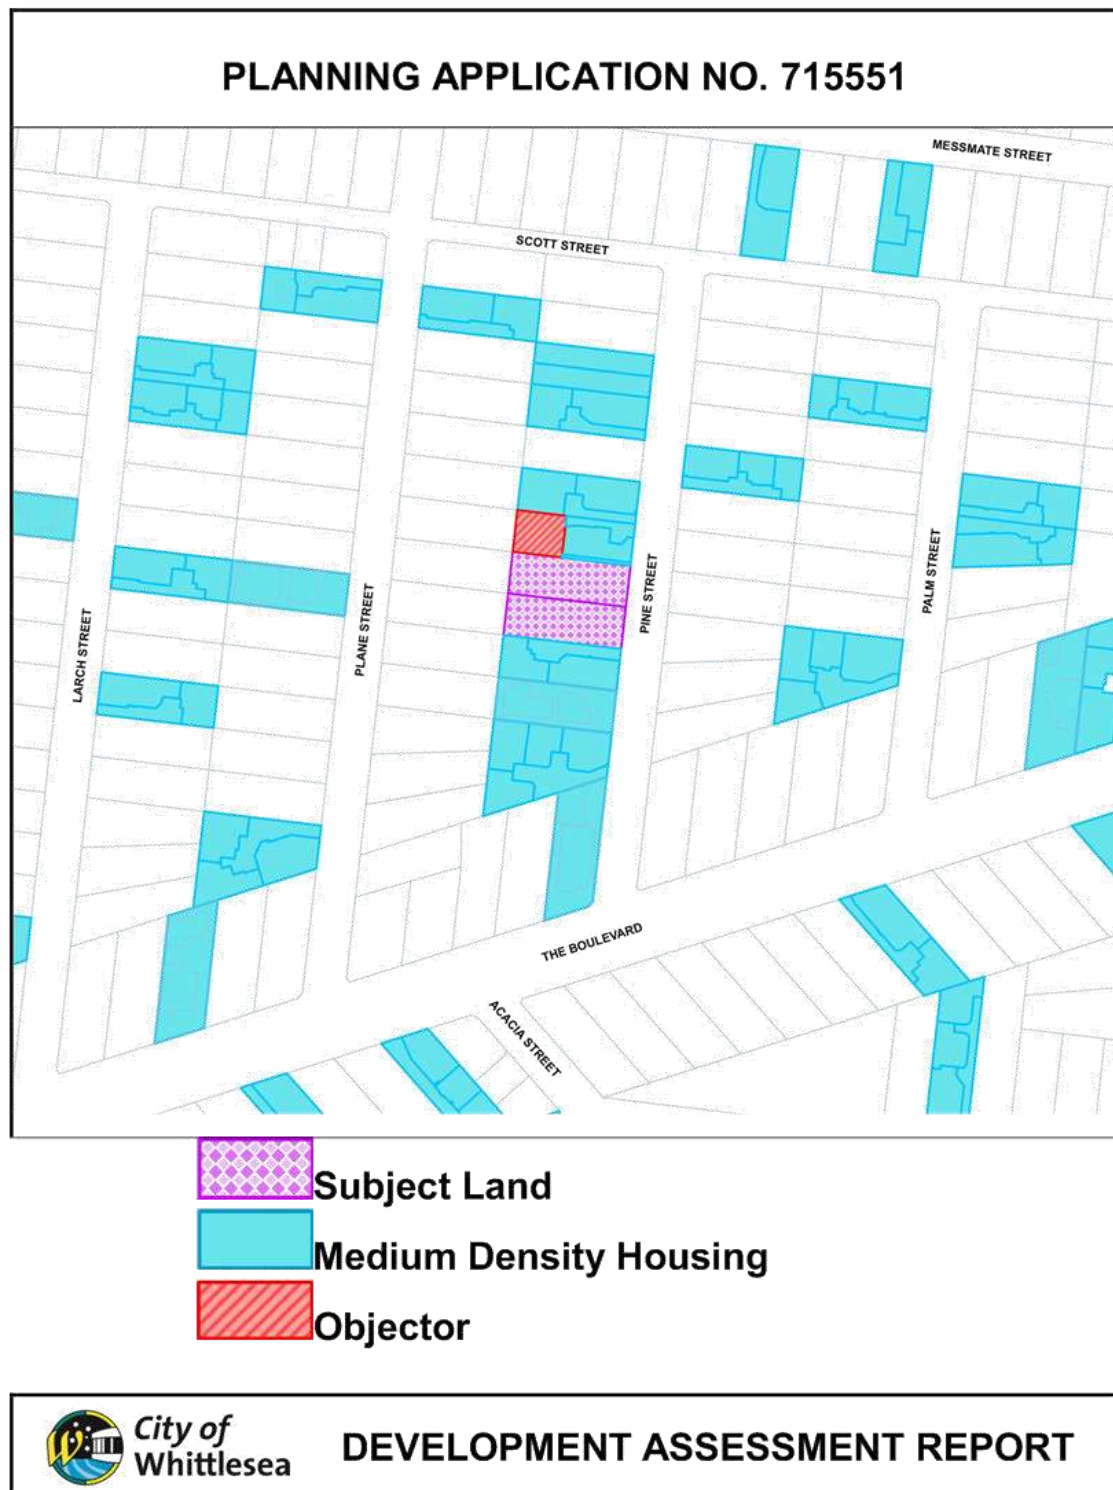 PLANNING APPLICATION NO. 715551
MESSMATE STREET
SCOTT STREET
LARCH STREET
PLANE STREET
PINE STREET
PALM STREET
THE BOULEVARD
ACACIA STREET
Subject Land
Medium Density Housing
Objector
City of
Whittlesea
DEVELOPMENT ASSESSMENT REPORT